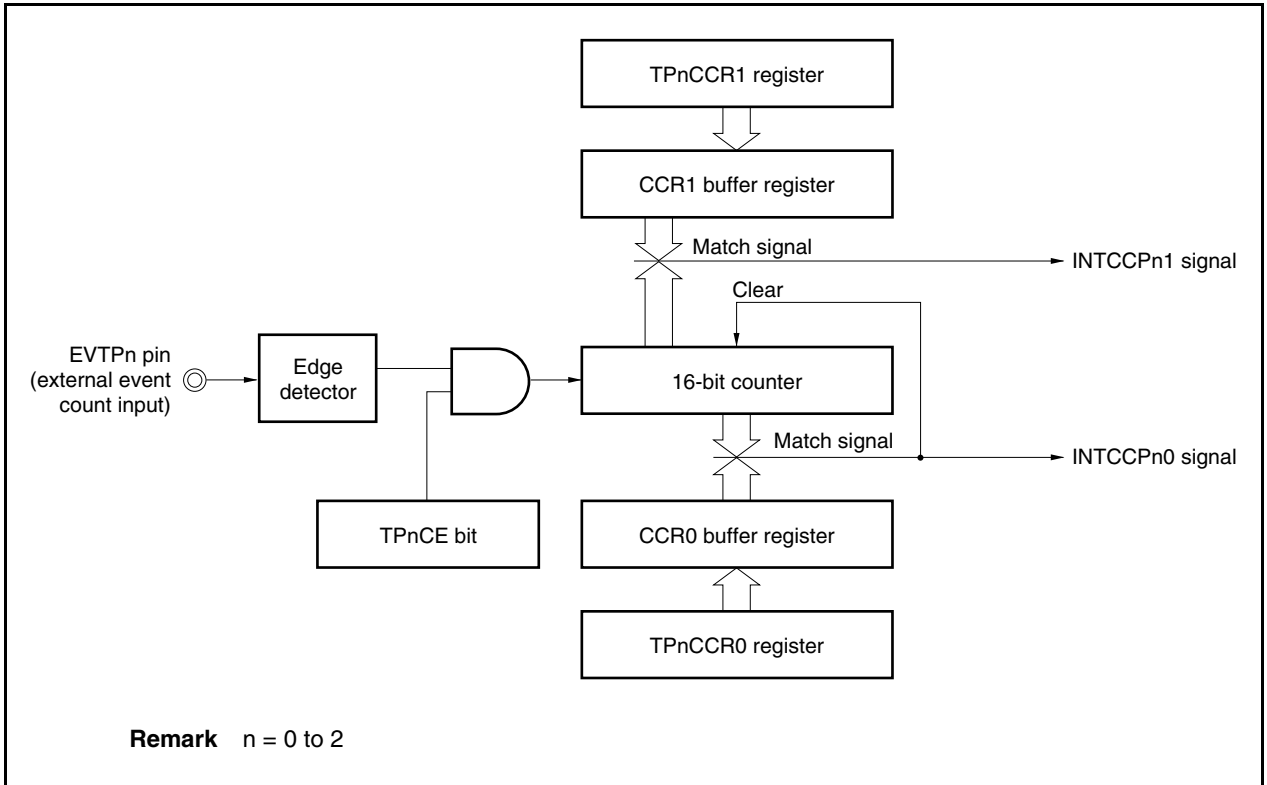 TPnCCR1 register
CCR1 buffer register
Match signal
INTCCPn1 signal
Clear
EVTPn pin
(external event
count input)
Edge
detector
16-bit counter
Match signal
INTCCPn0 signal
TPnCE bit
CCR0 buffer register
TPnCCR0 register
Remark n = 0 to 2